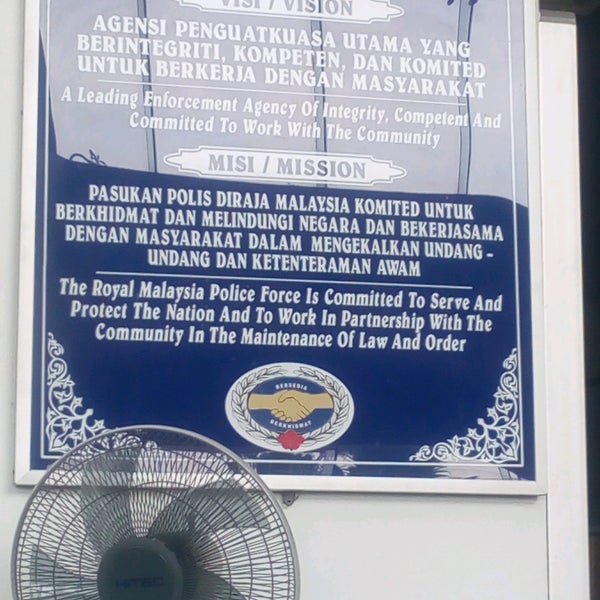 VISI / VISION
AGENSI PENGUATKUASA UTAMA YANG
BERINTEGRITI, KOMPETEN, DAN KOMITED
UNTUK BERKERJA DENGAN MASYARAKAT
A Leading Enforcement Agency Of Integrity, Competent And
Committed To Work With The Community
MISI / MISSION
PASUKAN POLIS DIRAJA MALAYSIA KOMITED UNTUK
BERKHIDMAT DAN MELINDUNGI NEGARA DAN BEKERJASAMA
DENGAN MASYARAKAT DALAM MENGEKALKAN UNDANG -
UNDANG DAN KETENTERAMAN AWAM
The Royal Malaysia Police Force Is Committed To Serve And
Protect The Nation And To Work In Partnership With The
Community In The Maintenance Of Law And Order
BERSEDIA
BERKHIDMAT
HITEC